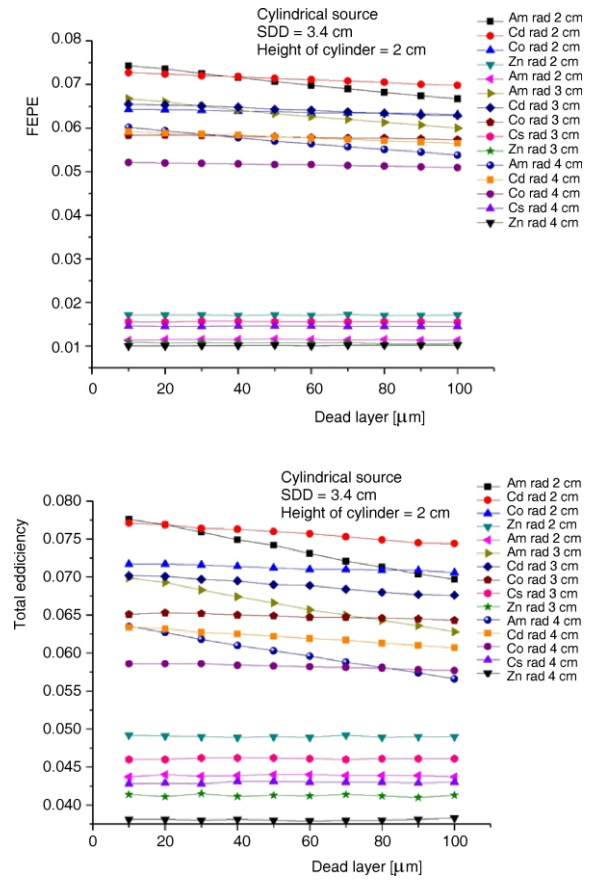 Cylindrical source
SDD = 3.4 cm
Height of cylinder = 2 cm
Am rad 2 cm
Cd rad 2 cm
Co rad 2 cm
Zn rad 2 cm
Am rad 2 cm
Am rad 3 cm
Cd rad 3 cm
Co rad 3 cm
Cs rad 3 cm
Zn rad 3 cm
Am rad 4 cm
Cd rad 4 cm
Co rad 4 cm
Cs rad 4 cm
Zn rad 4 cm
FEPE
0.08
0.07
0.06
0.05
0.04
0.03
0.02
0.01
0 20 40 60 80 100
Dead layer [μm]
Cylindrical source
SDD = 3.4 cm
Height of cylinder = 2 cm
Am rad 2 cm
Cd rad 2 cm
Co rad 2 cm
Zn rad 2 cm
Am rad 2 cm
Am rad 3 cm
Cd rad 3 cm
Co rad 3 cm
Cs rad 3 cm
Zn rad 3 cm
Am rad 4 cm
Cd rad 4 cm
Co rad 4 cm
Cs rad 4 cm
Zn rad 4 cm
Total eddiciency
0.080
0.075
0.070
0.065
0.060
0.055
0.050
0.045
0.040
0 20 40 60 80 100
Dead layer [μm]